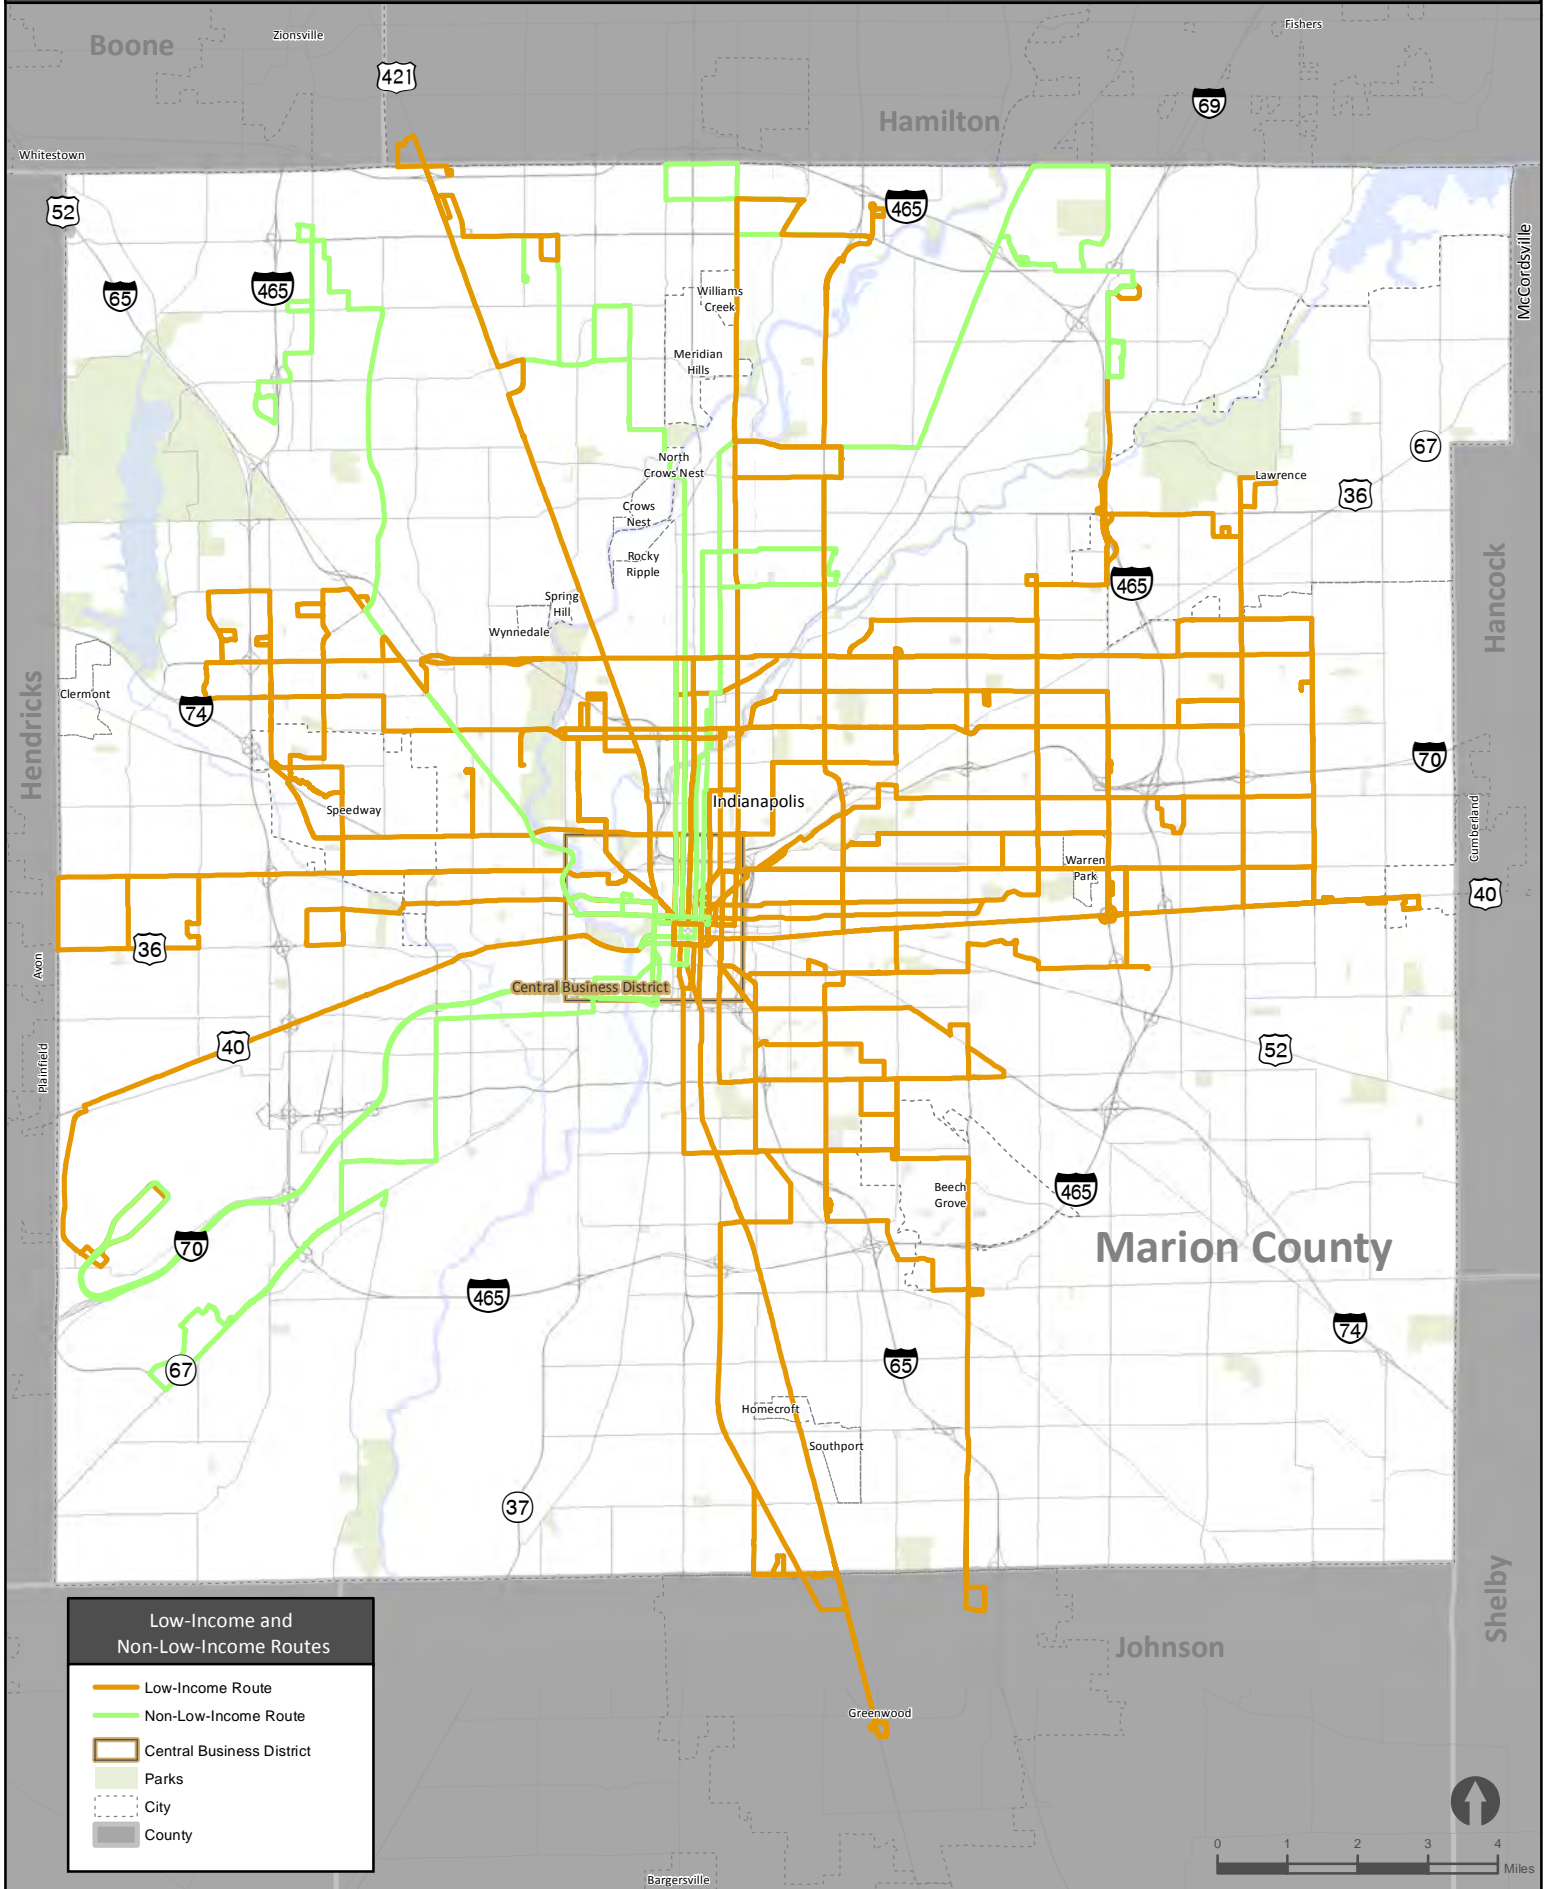 Boone
Zionsville
Fishers
421
69
Hamilton
Whitestown
52
465
McCordsville
65
465
Williams
Creek
Meridian
Hills
67
North
Crows Nest
Lawrence
36
Crows
Nest
Rocky
Ripple
465
Hancock
Spring
Hill
Wynnedale
Hendricks
Clermont
74
70
Speedway
Indianapolis
Cumberland
Warren
Park
40
36
Avon
Central Business District
40
52
Plainfield
Beech
Grove
465
Marion County
70
465
74
65
67
Homecroft
Southport
37
Shelby
Low-Income and
Non-Low-Income Routes
Low-Income Route
Non-Low-Income Route
Central Business District
Parks
City
County
Johnson
Greenwood
0 1 2 3 4
Miles
Bargersville